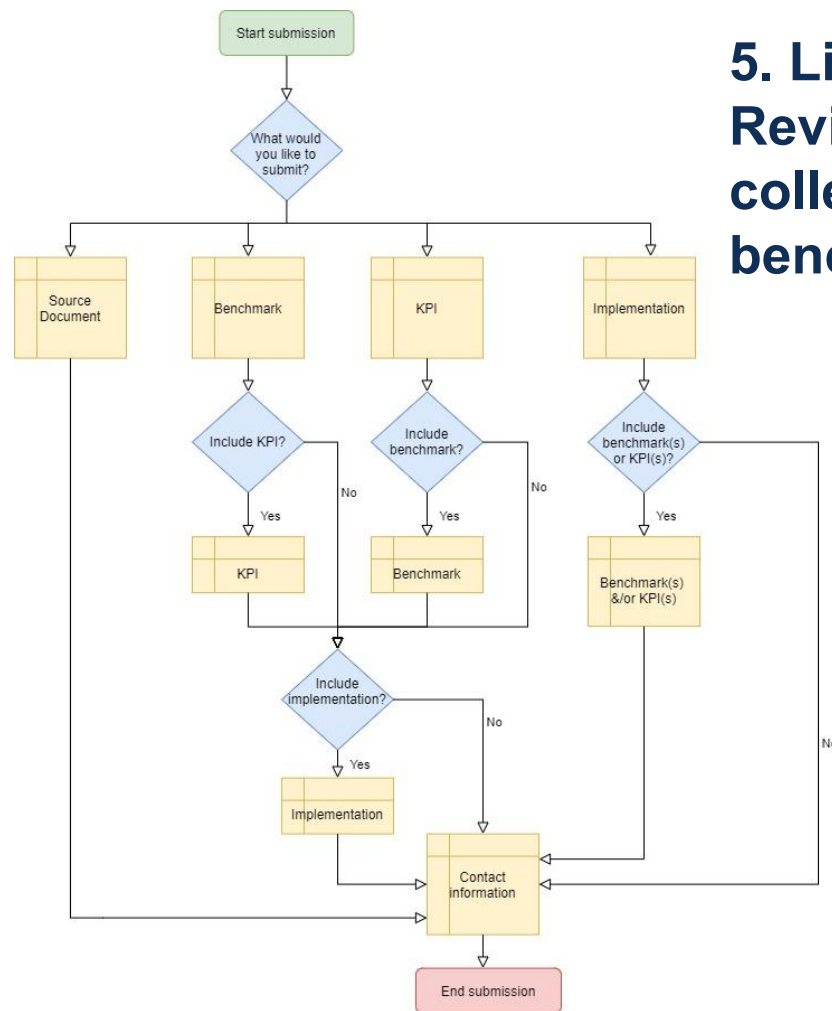 Start submission
5. Li
Revi
colle
ben
What would
you like to
submit?
Source
Document
Benchmark
KPI
Implementation
Include KPI?
Include
benchmark?
Include
benchmark(s)
or KPI(s)?
No
No
Yes
Yes
Yes
KPI
Benchmark
Benchmark(s)
&/or KPI(s)
Include
implementation?
No
No
Yes
Implementation
Contact
information
End submission